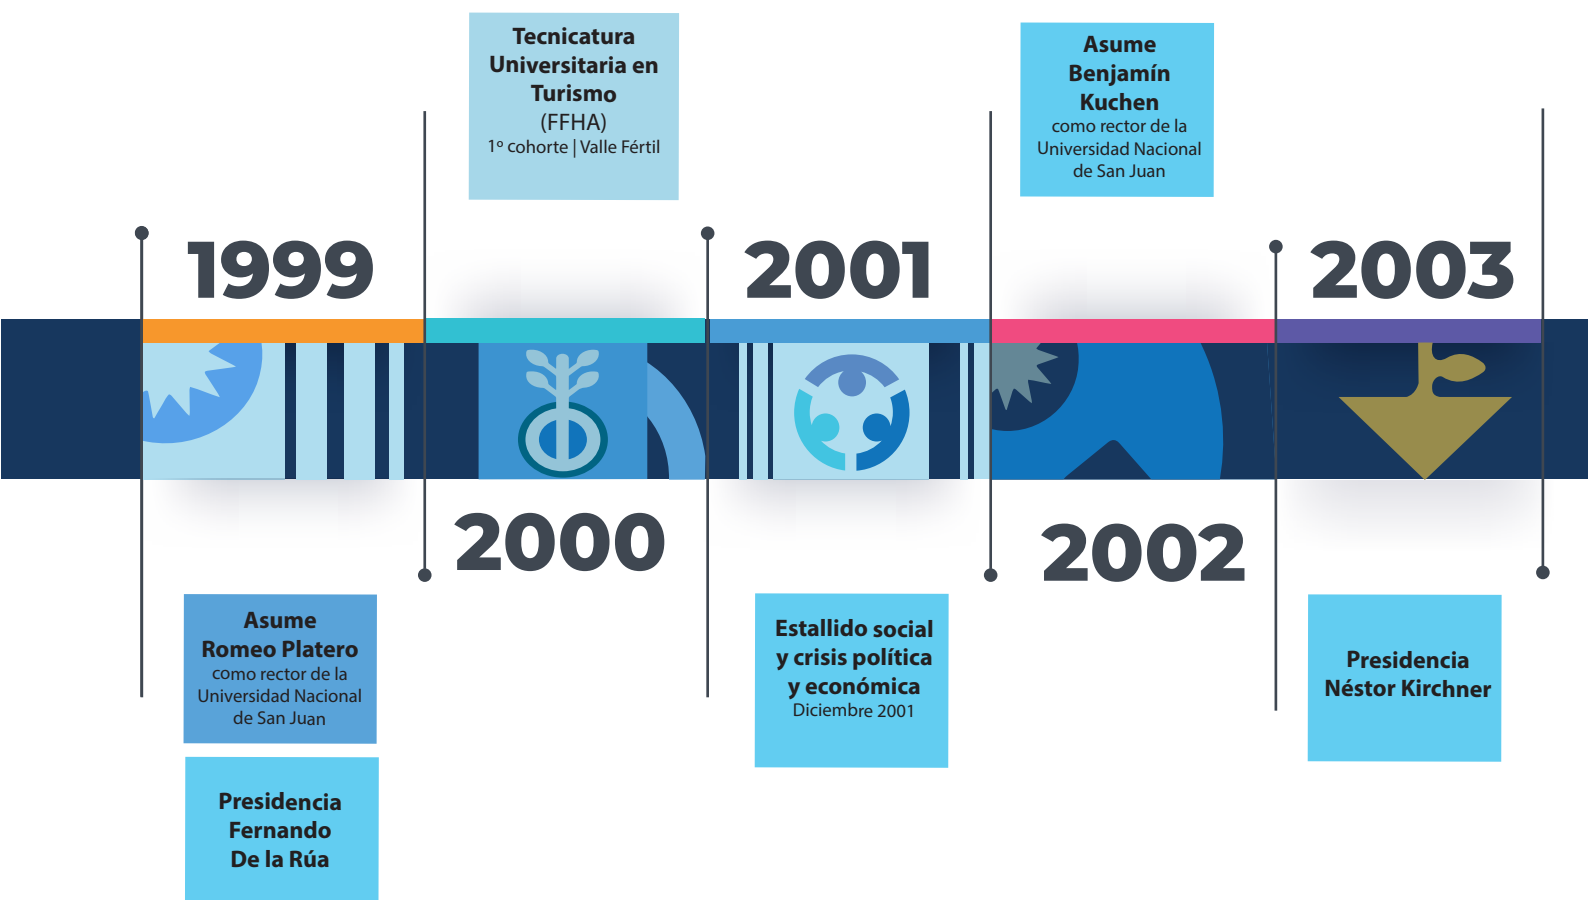 Tecnicatura
Universitaria en
Turismo
(FFHA)
1º cohorte | Valle Fértil
Asume
Benjamín
Kuchen
como rector de la
Universidad Nacional
de San Juan
1999
2001
2003
2000
2002
Asume
Romeo Platero
como rector de la
Universidad Nacional
de San Juan
Presidencia
Fernando
De la Rúa
Estallido social
y crisis política
y económica
Diciembre 2001
Presidencia
Néstor Kirchner